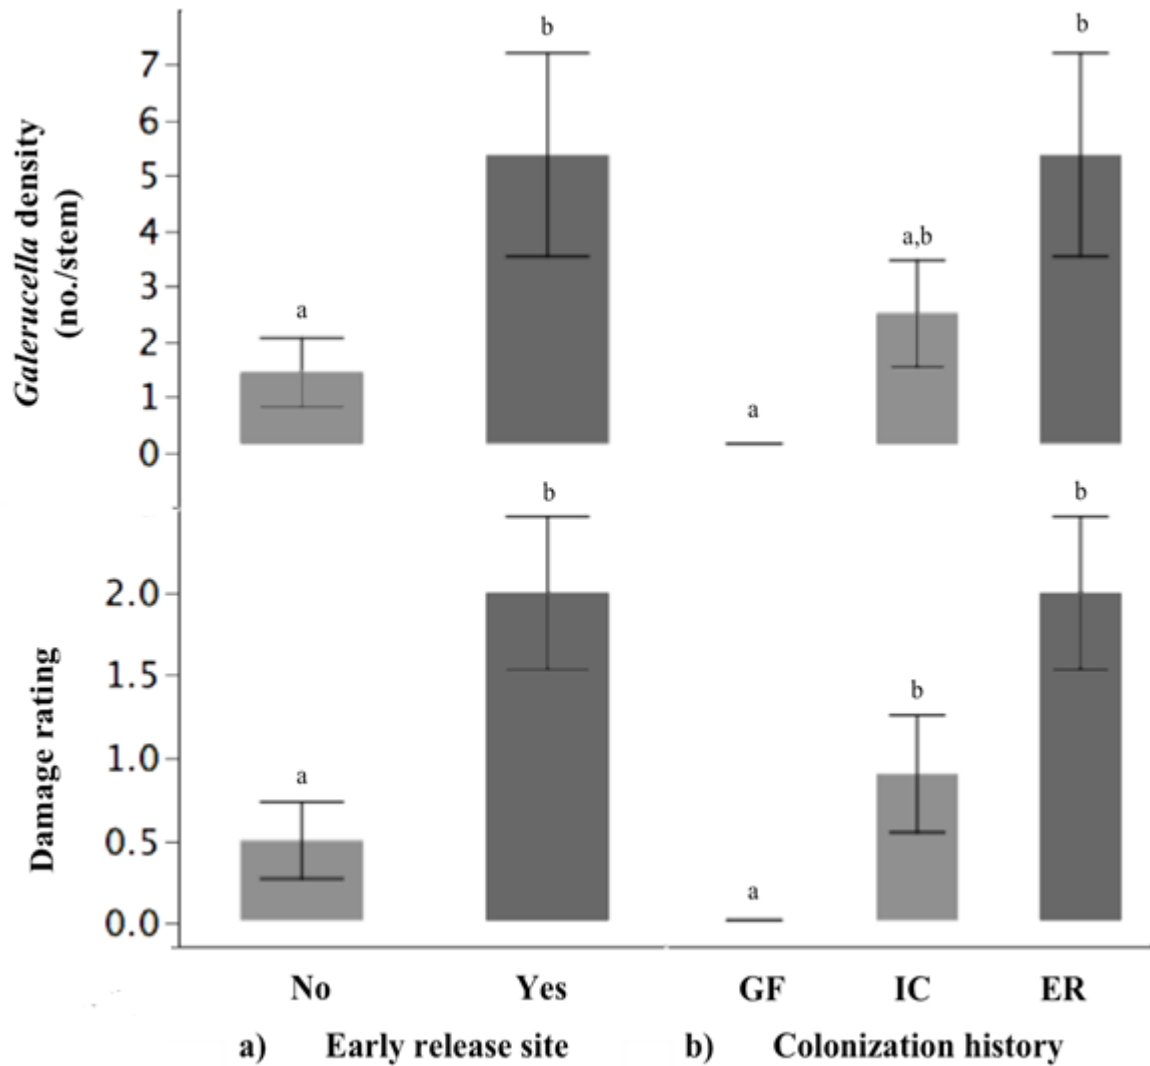 Galerucella density
(no./stem)
7
6
5
4
3
2
1
0
a
b
a
a,b
b
Damage rating
2.0
1.5
1.0
0.5
0.0
a
b
a
b
b
No
Yes
GF
IC
ER
a) Early release site
b) Colonization history